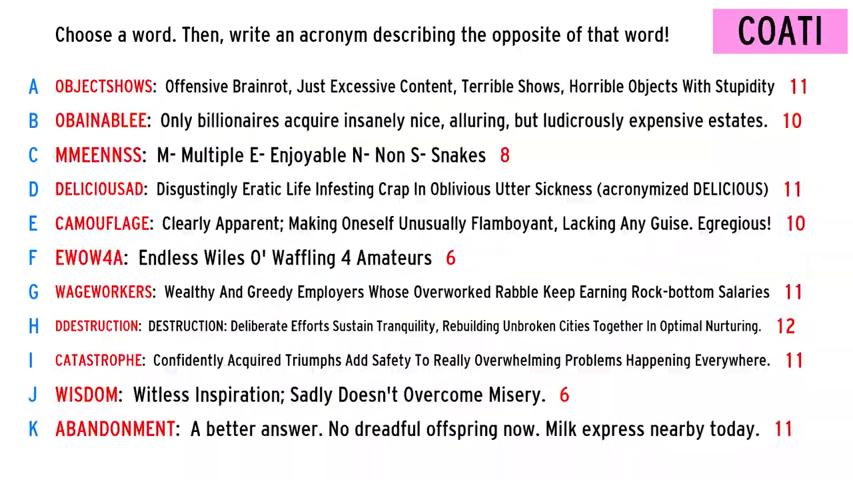 Choose a word. Then, write an acronym describing the opposite of that word!
COATI
A OBJECTSHOWS: Offensive Brainrot, Just Excessive Content, Terrible Shows, Horrible Objects With Stupidity 11
B OBAINABLEE: Only billionaires acquire insanely nice, alluring, but ludicrously expensive estates. 10
C MMEENNSS: M- Multiple E- Enjoyable N- Non S- Snakes 8
D DELICIOUSAD: Disgustingly Eratic Life Infesting Crap In Oblivious Utter Sickness (acronymized DELICIOUS) 11
E CAMOUFLAGE: Clearly Apparent; Making Oneself Unusually Flamboyant, Lacking Any Guise. Egregious! 10
F EWOW4A: Endless Wiles O' Waffling 4 Amateurs 6
G WAGEWORKERS: Wealthy And Greedy Employers Whose Overworked Rabble Keep Earning Rock-bottom Salaries 11
H DDESTRUCTION: DESTRUCTION: Deliberate Efforts Sustain Tranquility, Rebuilding Unbroken Cities Together In Optimal Nurturing. 12
I CATASTROPHE: Confidently Acquired Triumphs Add Safety To Really Overwhelming Problems Happening Everywhere. 11
J WISDOM: Witless Inspiration; Sadly Doesn't Overcome Misery. 6
K ABANDONMENT: A better answer. No dreadful offspring now. Milk express nearby today. 11